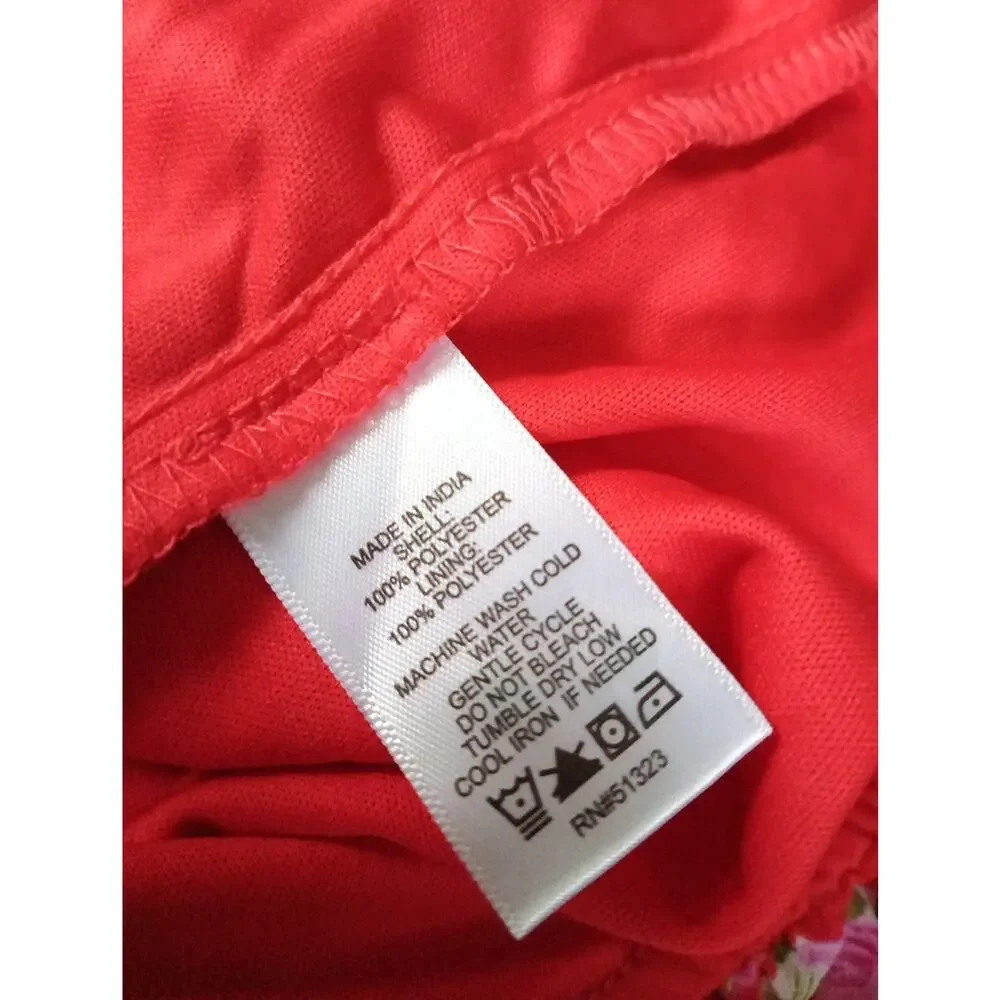 MADE IN INDIA
SHELL:
100% POLYESTER
LINING:
100% POLYESTER
MACHINE WASH COLD
WATER
GENTLE CYCLE
DO NOT BLEACH
TUMBLE DRY LOW
COOL IRON IF NEEDED
RN#51323